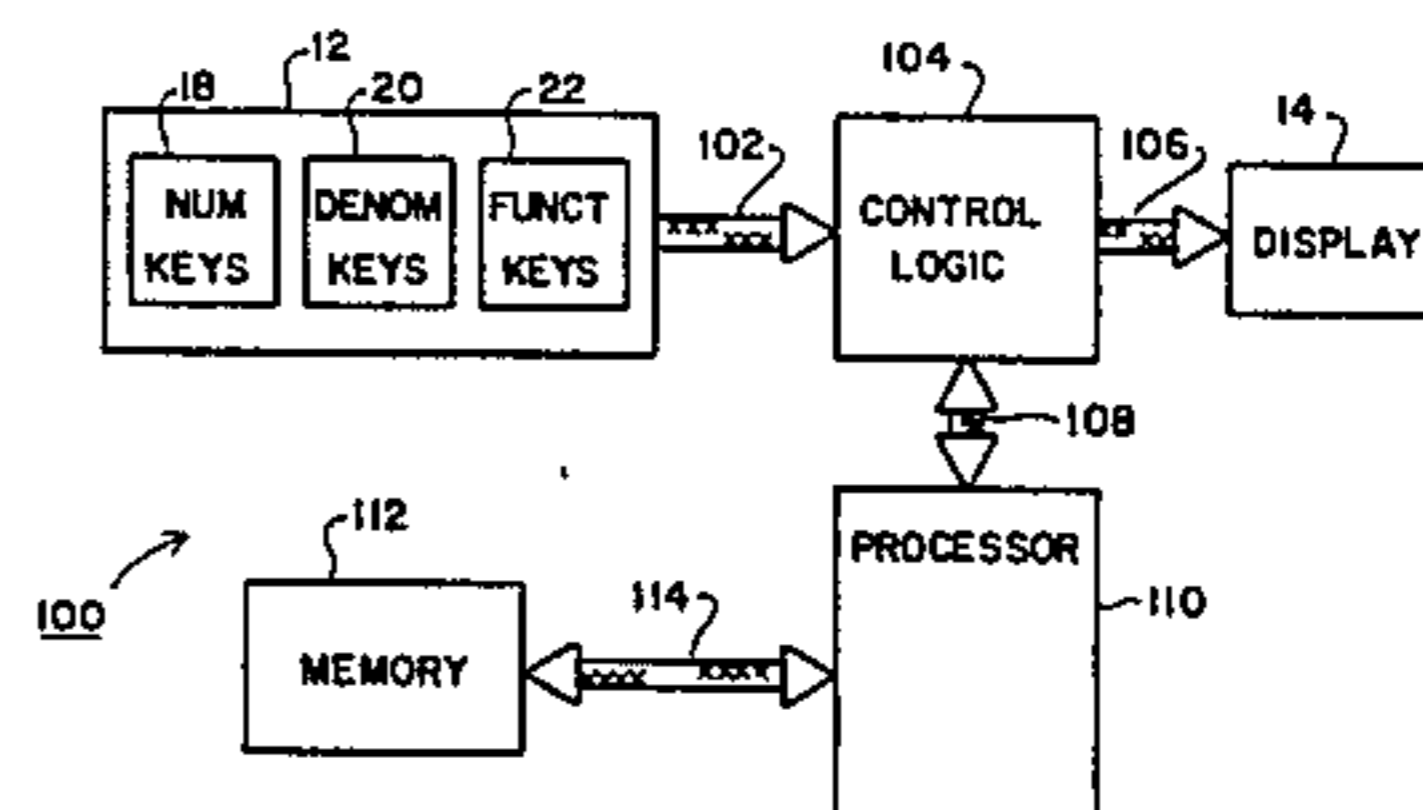 12
18
20
22
NUM
KEYS
DENOM
KEYS
FUNCT
KEYS
102
104
CONTROL
LOGIC
106
14
DISPLAY
108
112
100
MEMORY
114
PROCESSOR
110